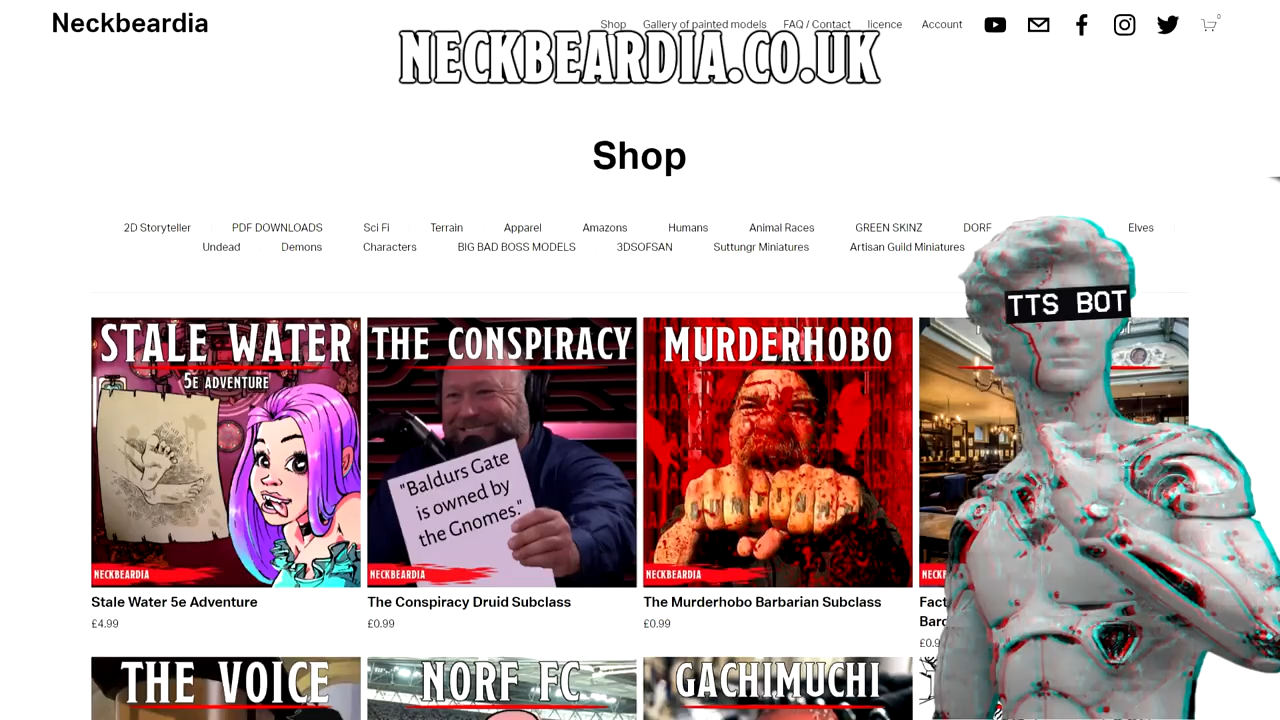 Neckbeardia
Shop Gallery of painted models FAQ / Contact licence Account 0
NECKBEARDIA.CO.UK
Shop
2D Storyteller PDF DOWNLOADS Sci Fi Terrain Apparel Amazons Humans Animal Races GREEN SKINZ DORF Elves
Undead Demons Characters BIG BAD BOSS MODELS 3DSOFSAN Suttungr Miniatures Artisan Guild Miniatures
TTS BOT
STALE WATER
5E ADVENTURE
NECKBEARDIA
Stale Water 5e Adventure
£4.99
THE CONSPIRACY
"Baldurs Gate
is owned by
the Gnomes."
NECKBEARDIA
The Conspiracy Druid Subclass
£0.99
MURDERHOBO
NECKBEARDIA
The Murderhobo Barbarian Subclass
£0.99
THE VOICE
NORF FC
GACHIMUCHI